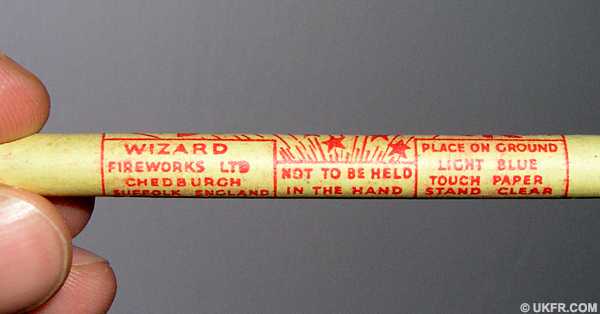 WIZARD
FIREWORKS LTD
CHEDBURGH
SUFFOLK ENGLAND
NOT TO BE HELD
IN THE HAND
PLACE ON GROUND
LIGHT BLUE
TOUCH PAPER
STAND CLEAR
© UKFR.COM